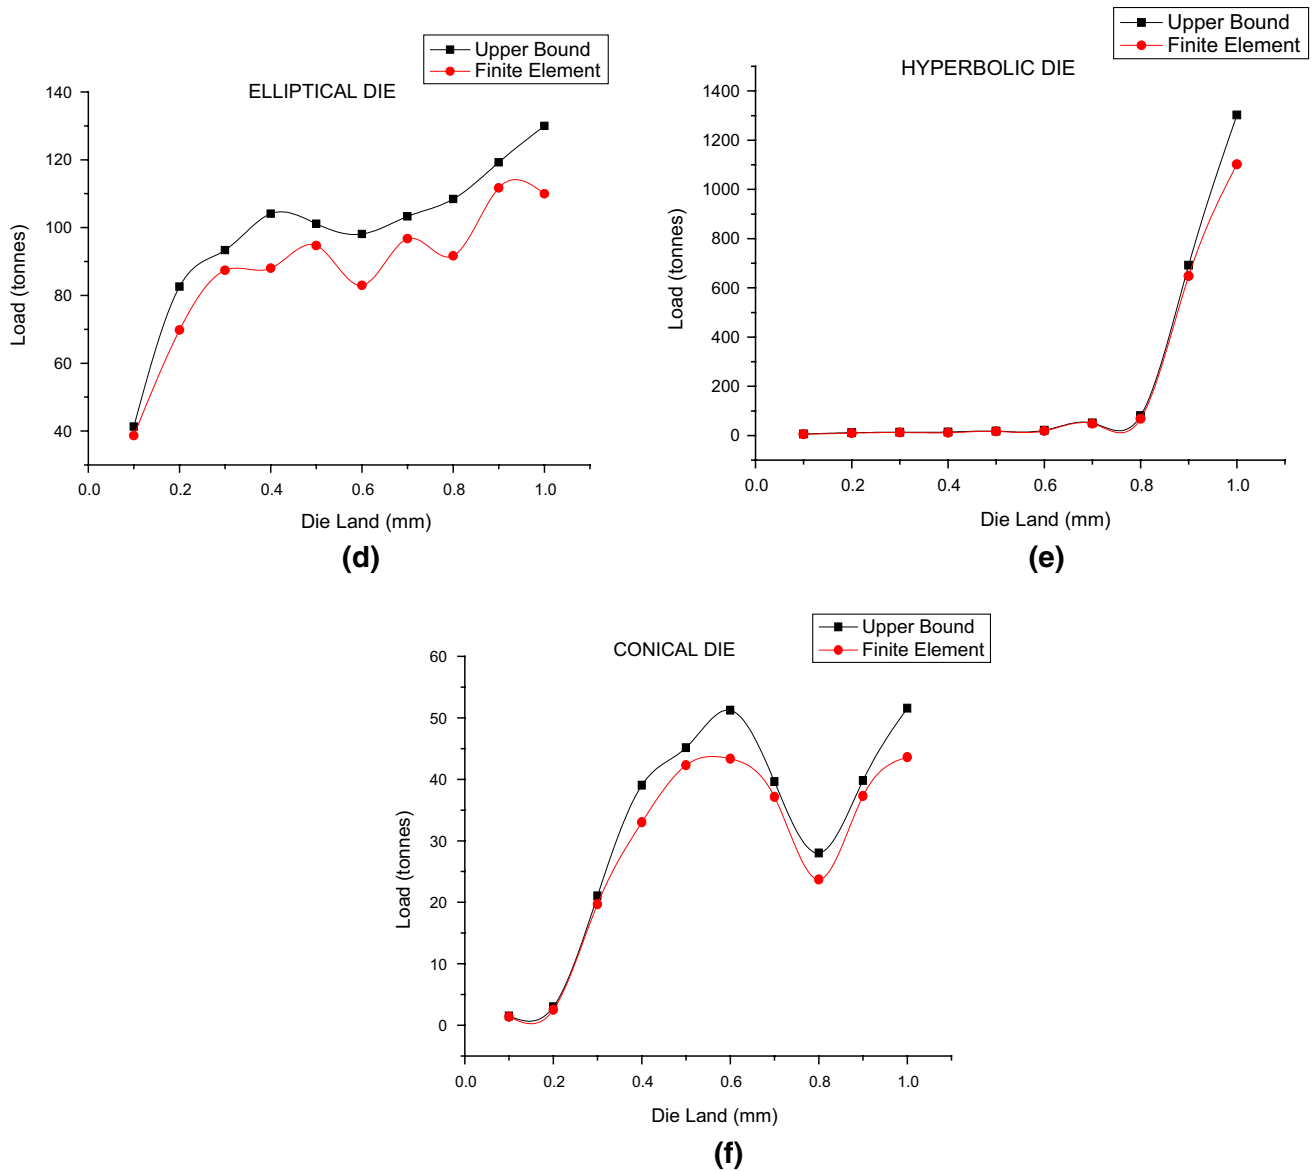 Upper Bound
Finite Element
ELLIPTICAL DIE
140
120
100
80
60
40
Load (tonnes)
0.0 0.2 0.4 0.6 0.8 1.0
Die Land (mm)
(d)
Upper Bound
Finite Element
HYPERBOLIC DIE
1400
1200
1000
800
600
400
200
0
Load (tonnes)
0.0 0.2 0.4 0.6 0.8 1.0
Die Land (mm)
(e)
Upper Bound
Finite Element
CONICAL DIE
60
50
40
30
20
10
0
Load (tonnes)
0.0 0.2 0.4 0.6 0.8 1.0
Die Land (mm)
(f)